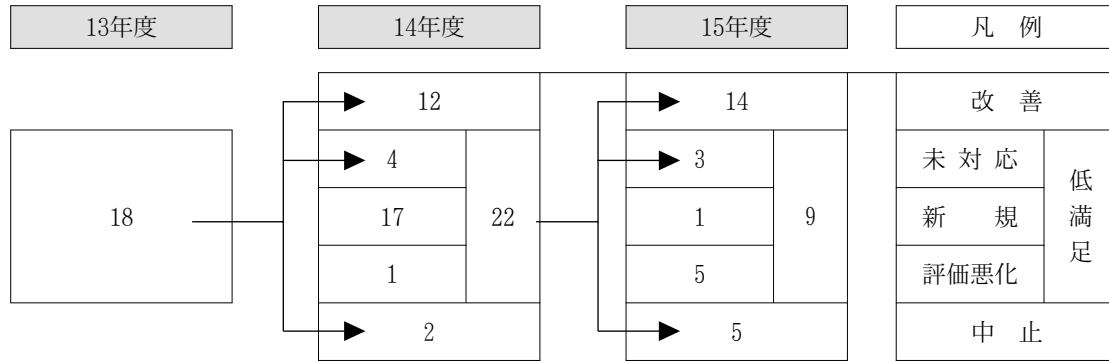 13年度 14年度 15年度 凡 例
12 14 改 善
4 3 未 対 応
18 17 22 1 9 新 規 低満足
1 5 評価悪化
2 5 中 止